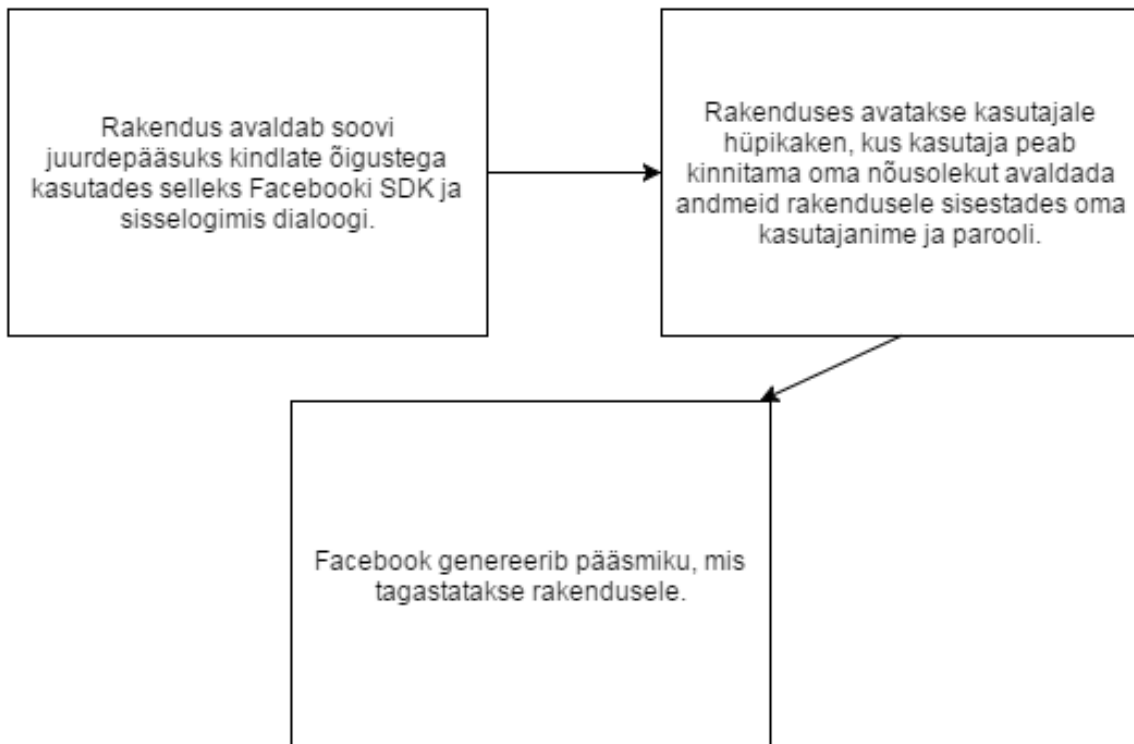 Rakendus avaldab soovi
juurdepääsuks kindlate õigustega
kasutades selleks Facebooki SDK ja
sisselogimis dialoogi.
Rakenduses avatakse kasutajale
hüpikaken, kus kasutaja peab
kinnitama oma nõusolekut avaldada
andmeid rakendusele sisestades oma
kasutajanime ja parooli.
Facebook genereerib pääsmiku, mis
tagastatakse rakendusele.